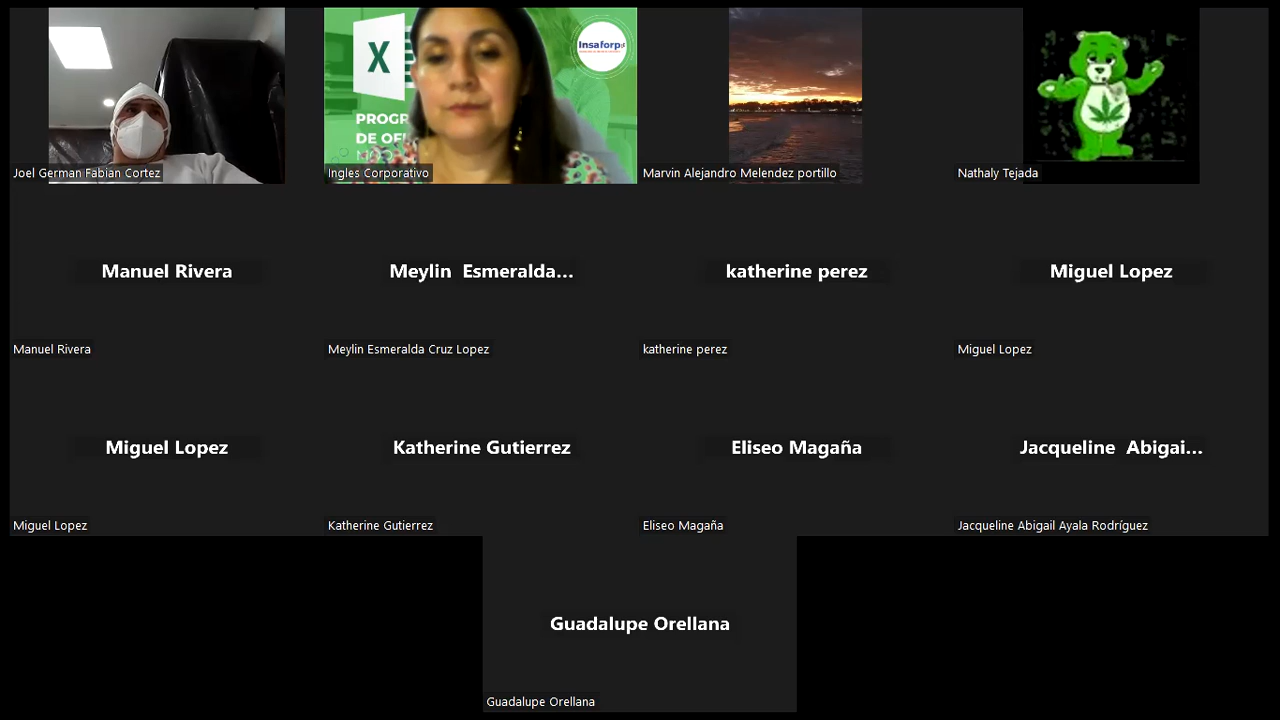 X
Insaforp
PROGR
DE OFI
Joel German Fabian Cortez
Ingles Corporativo
Marvin Alejandro Melendez portillo
Nathaly Tejada
Manuel Rivera
Meylin Esmeralda...
katherine perez
Miguel Lopez
Manuel Rivera
Meylin Esmeralda Cruz Lopez
katherine perez
Miguel Lopez
Miguel Lopez
Katherine Gutierrez
Eliseo Magaña
Jacqueline Abigai...
Miguel Lopez
Katherine Gutierrez
Eliseo Magaña
Jacqueline Abigail Ayala Rodríguez
Guadalupe Orellana
Guadalupe Orellana